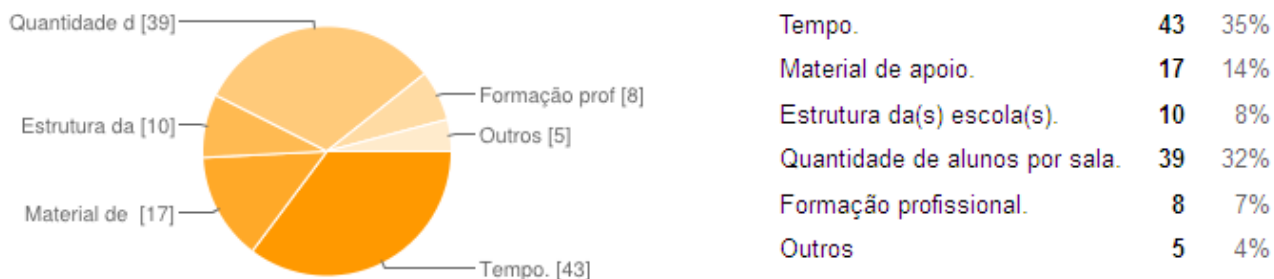 Quantidade d [39]
Estrutura da [10]
Material de [17]
Formação prof [8]
Outros [5]
Tempo. [43]
Tempo. 43 35%
Material de apoio. 17 14%
Estrutura da(s) escola(s). 10 8%
Quantidade de alunos por sala. 39 32%
Formação profissional. 8 7%
Outros 5 4%